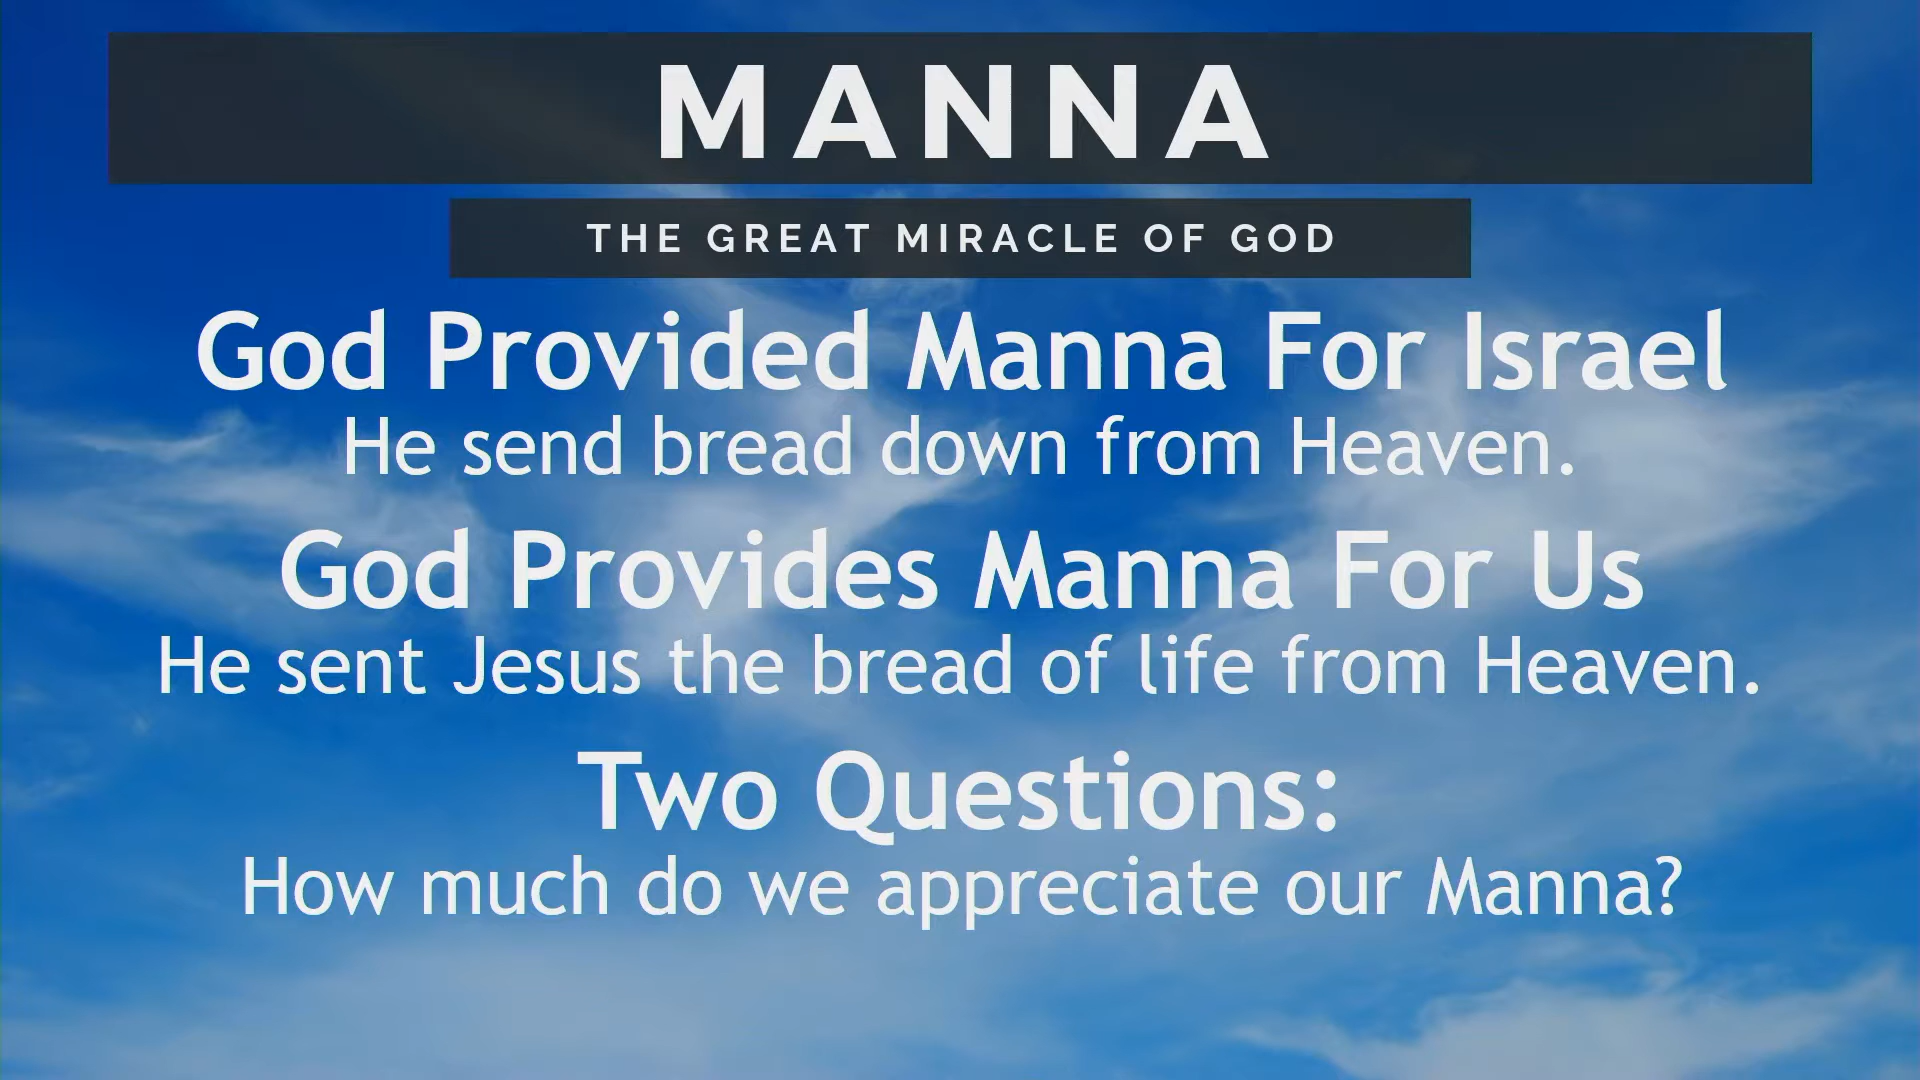 MANNA
THE GREAT MIRACLE OF GOD
God Provided Manna For Israel
He send bread down from Heaven.
God Provides Manna For Us
He sent Jesus the bread of life from Heaven.
Two Questions:
How much do we appreciate our Manna?